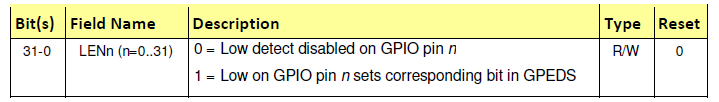 Bit(s) Field Name Description Type Reset
31-0 LENn (n=0..31) 0 = Low detect disabled on GPIO pin n R/W 0
1 = Low on GPIO pin n sets corresponding bit in GPEDS